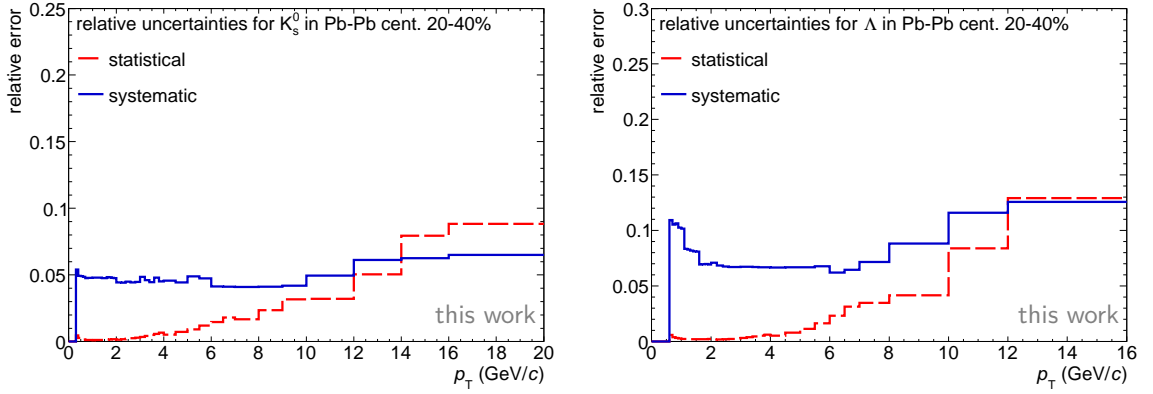 relative uncertainties for K⁰ₛ in Pb-Pb cent. 20-40%
statistical
systematic
relative error
0.25
0.2
0.15
0.1
0.05
0
this work
0 2 4 6 8 10 12 14 16 18 20
p_T (GeV/c)
relative uncertainties for Λ in Pb-Pb cent. 20-40%
statistical
systematic
relative error
0.3
0.25
0.2
0.15
0.1
0.05
0
this work
0 2 4 6 8 10 12 14 16
p_T (GeV/c)